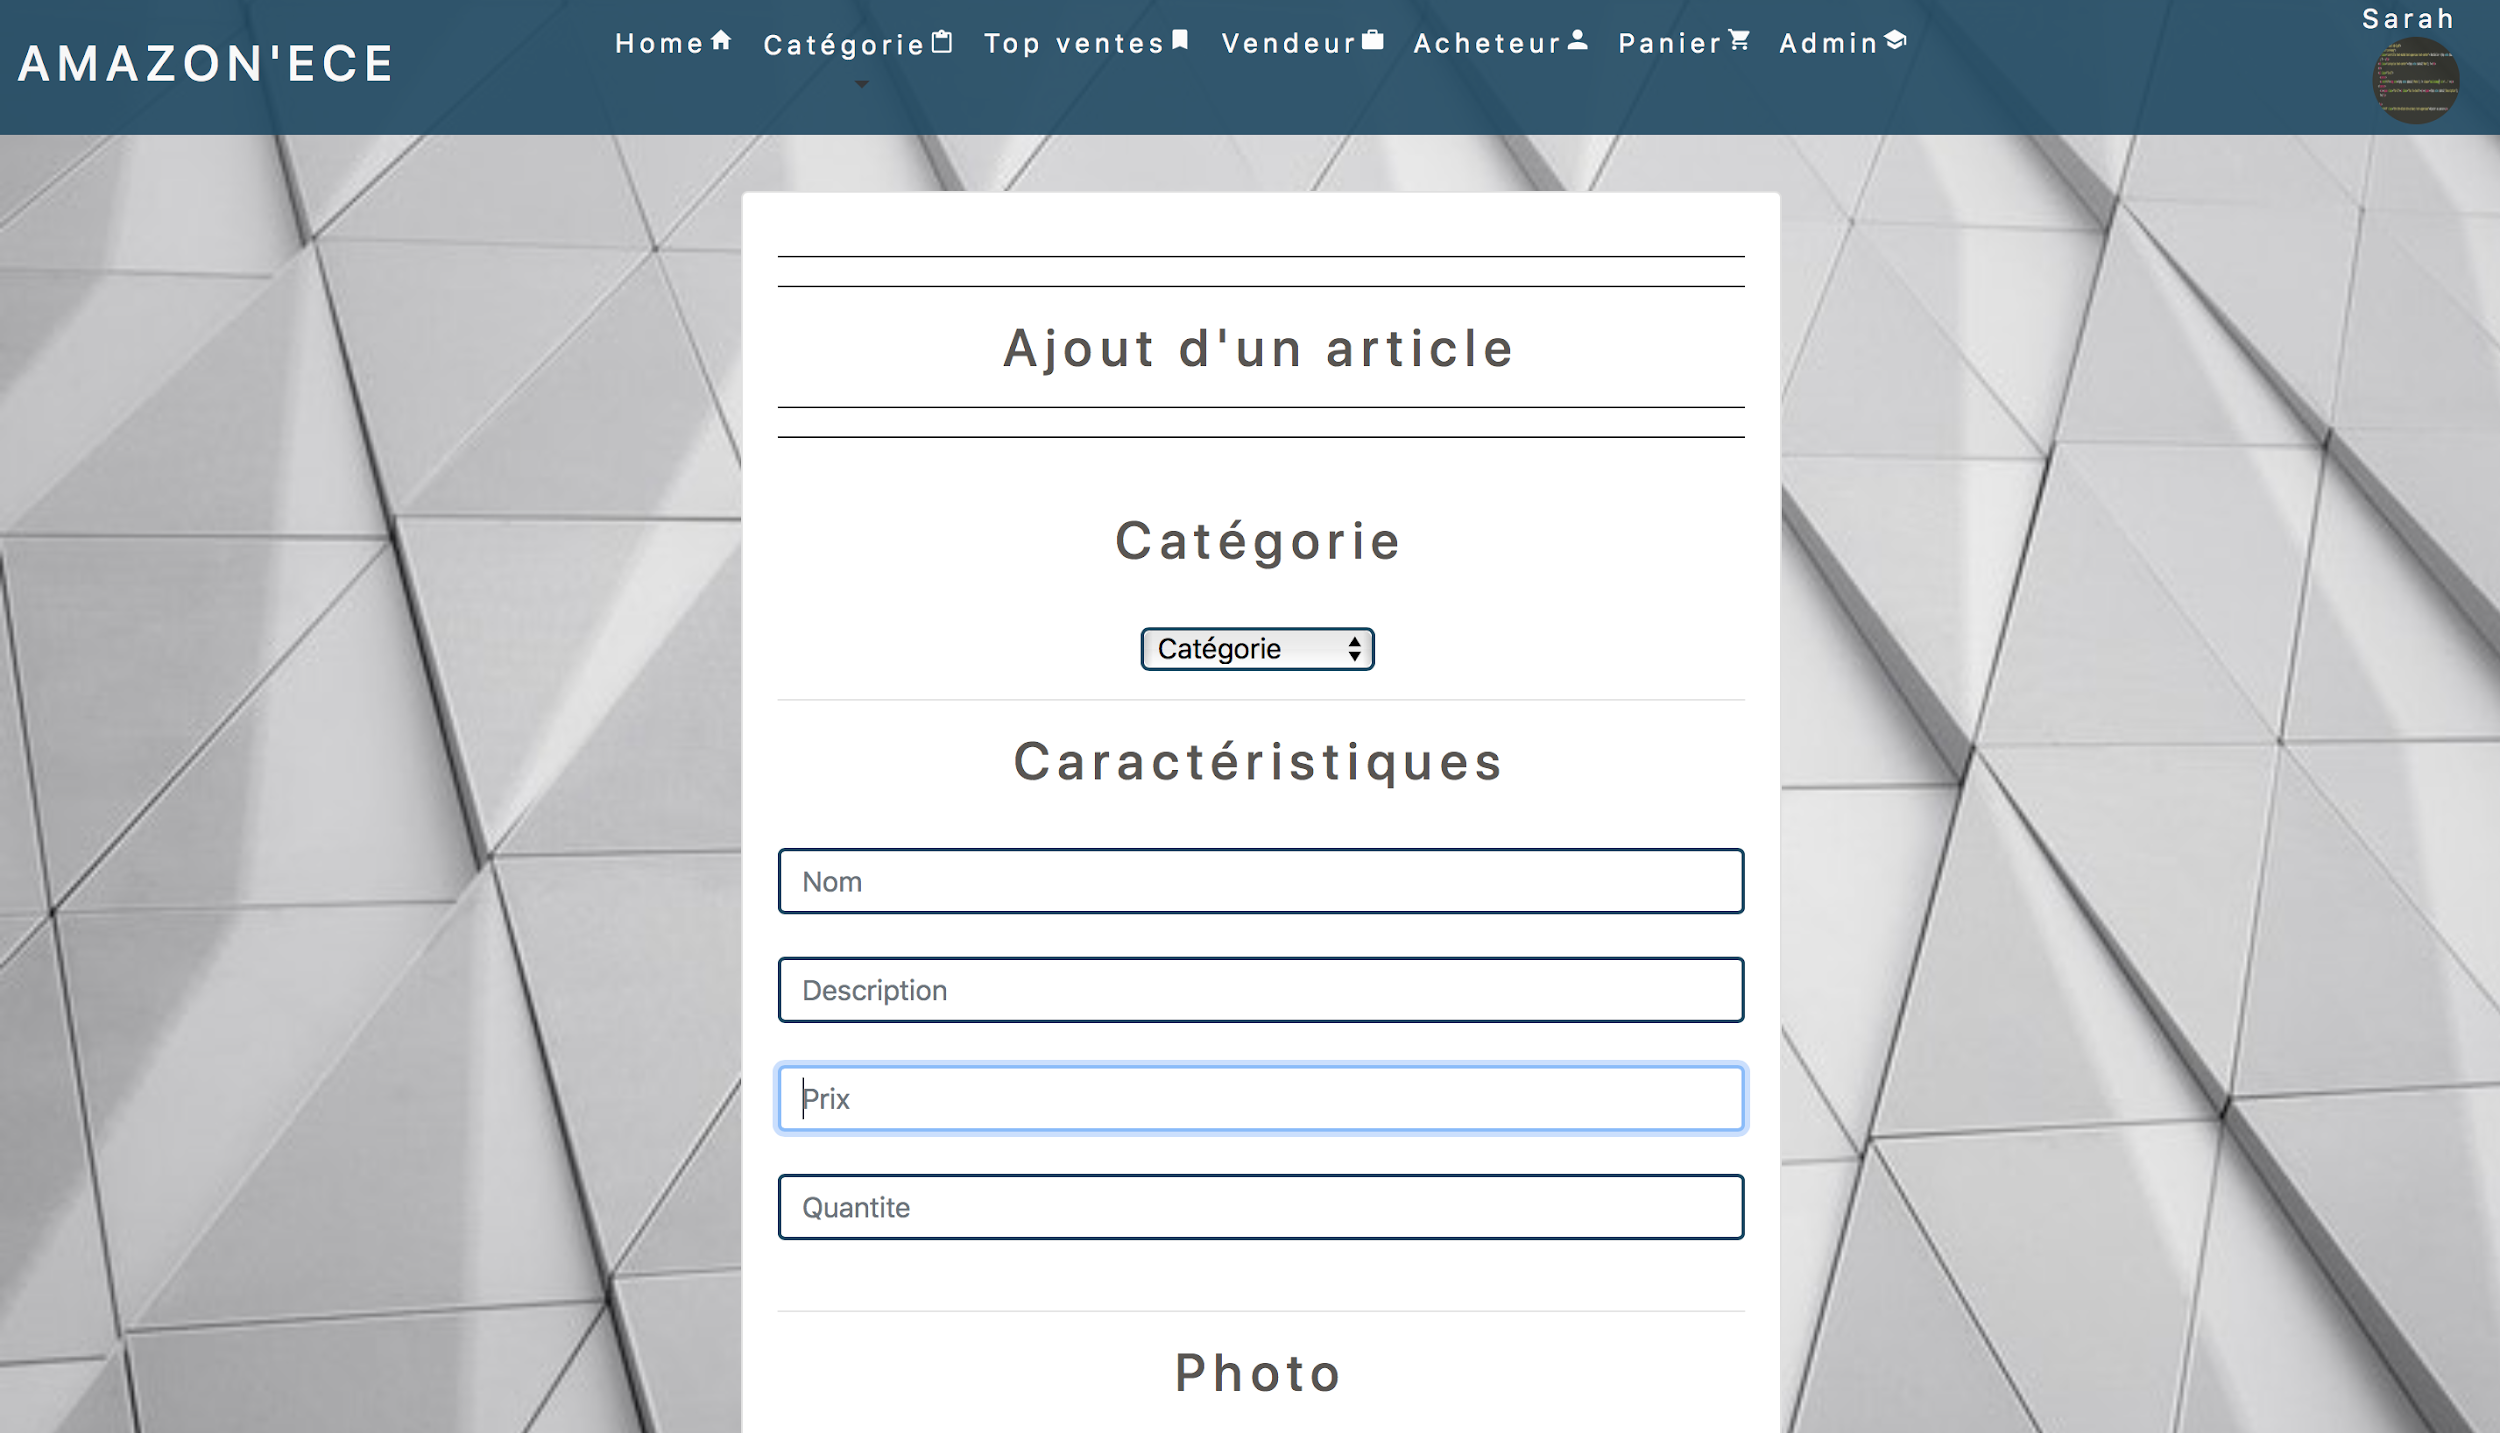 AMAZON'ECE
Home
Catégorie
Top ventes
Vendeur
Acheteur
Panier
Admin
Sarah
Ajout d'un article
Catégorie
Catégorie
Caractéristiques
Nom
Description
Prix
Quantite
Photo